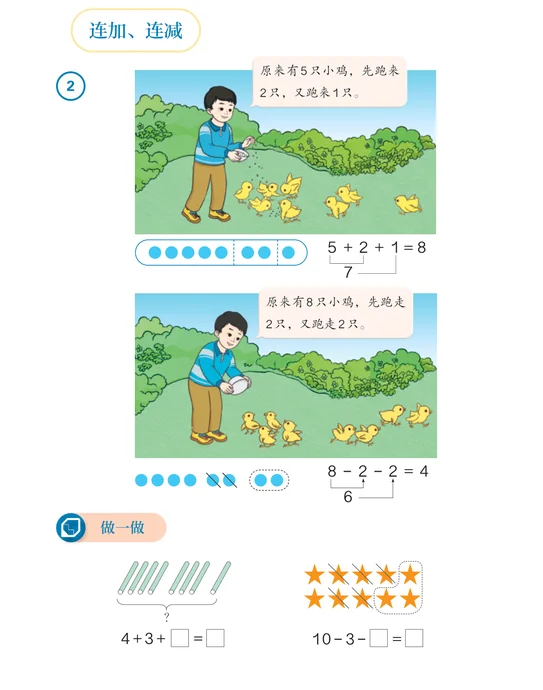 连加、连减
2
原来有5只小鸡，先跑来
2只，又跑来1只。
5 + 2 + 1 = 8
7
原来有8只小鸡，先跑走
2只，又跑走2只。
8 - 2 - 2 = 4
6
做一做
?
4+3+□=□
10-3-□=□